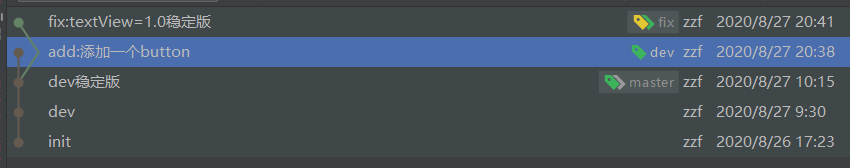 fix:textView=1.0稳定版 fix zzf 2020/8/27 20:41
add:添加一个button dev zzf 2020/8/27 20:38
dev稳定版 master zzf 2020/8/27 10:15
dev zzf 2020/8/27 9:30
init zzf 2020/8/26 17:23